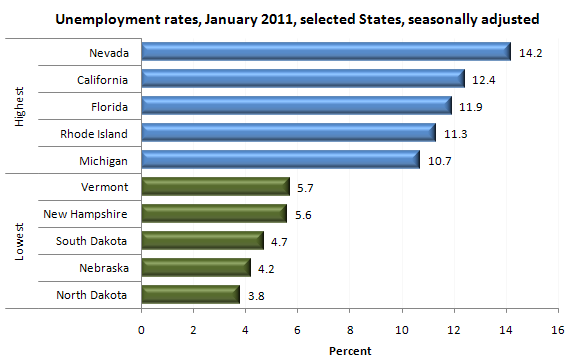 Unemployment rates, January 2011, selected States, seasonally adjusted
Highest
Nevada 14.2
California 12.4
Florida 11.9
Rhode Island 11.3
Michigan 10.7
Lowest
Vermont 5.7
New Hampshire 5.6
South Dakota 4.7
Nebraska 4.2
North Dakota 3.8
0 2 4 6 8 10 12 14 16
Percent